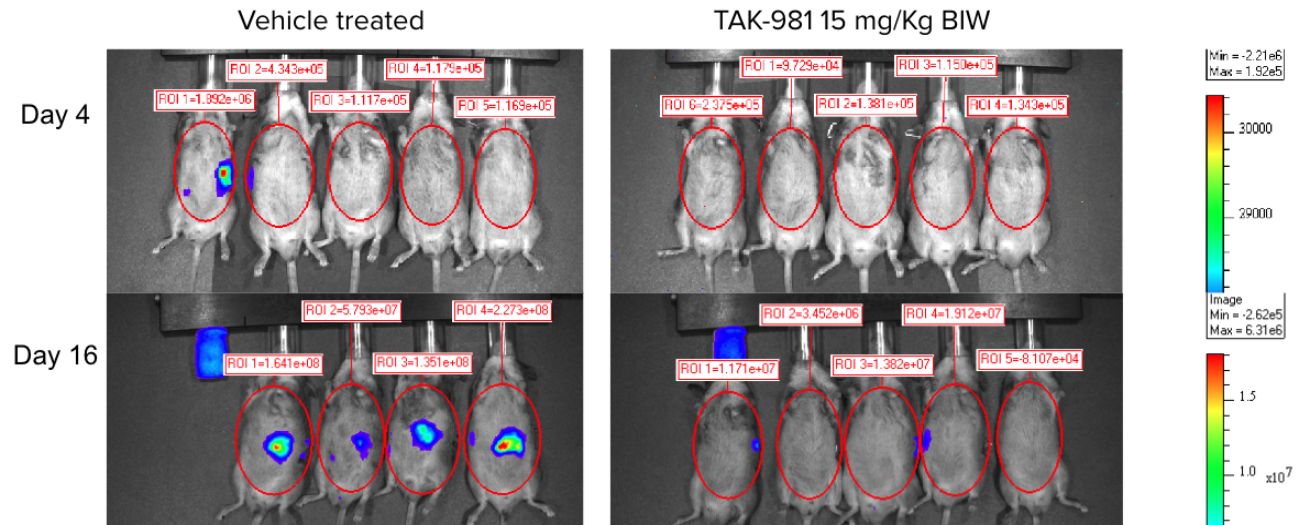 Vehicle treated
TAK-981 15 mg/Kg BIW
Day 4
ROI 1=1.892e+06
ROI 2=4.343e+05
ROI 3=1.117e+05
ROI 4=1.179e+05
ROI 5=1.169e+05
ROI 6=2.375e+05
ROI 1=9.729e+04
ROI 2=1.381e+05
ROI 3=1.150e+05
ROI 4=1.343e+05
Min = -2.21e6
Max = 1.92e5
30000
29000
Day 16
ROI 1=1.641e+08
ROI 2=5.793e+07
ROI 3=1.351e+08
ROI 4=2.273e+08
ROI 1=1.171e+07
ROI 2=3.452e+06
ROI 3=1.382e+07
ROI 4=1.912e+07
ROI 5=-8.107e+04
Image
Min = -2.62e5
Max = 6.31e6
1.5
1.0 x10⁷